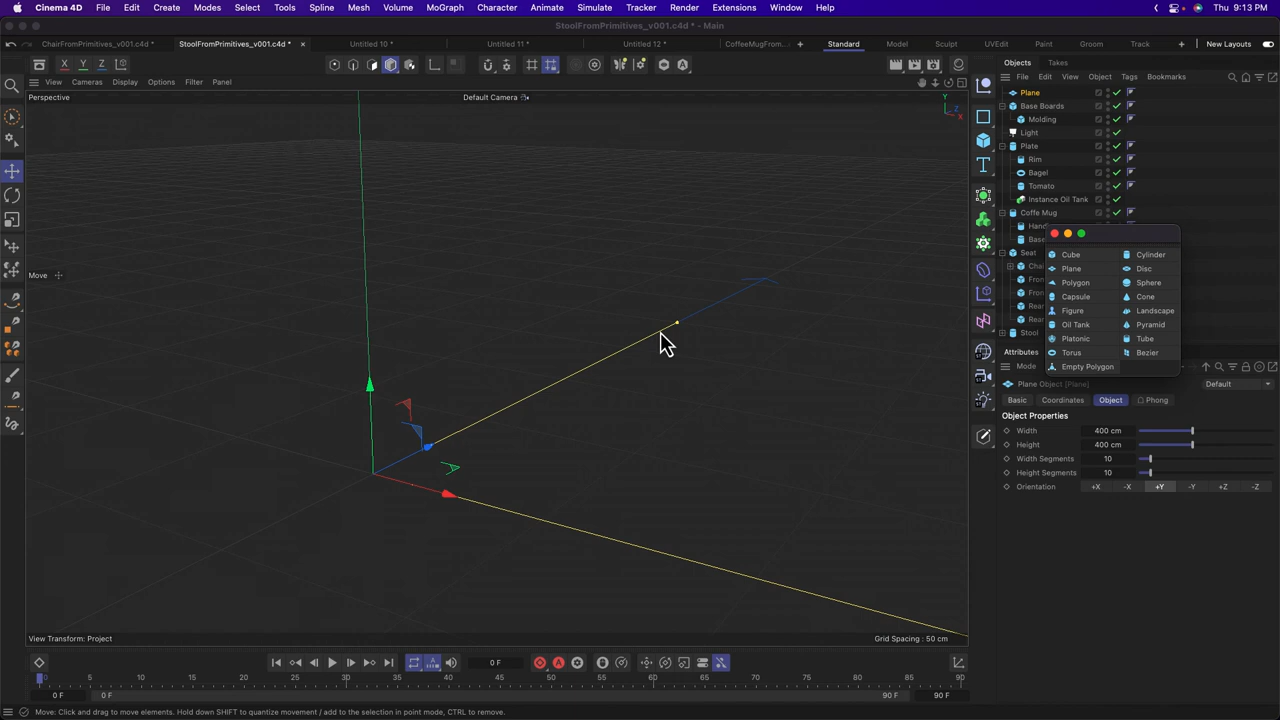 Cinema 4D File Edit Create Modes Select Tools Spline Mesh Volume MoGraph Character Animate Simulate Tracker Render Extensions Window Help Thu 9:13 PM
StoolFromPrimitives_v001.c4d * - Main
ChairFromPrimitives_v001.c4d * StoolFromPrimitives_v001.c4d * × Untitled 10 * Untitled 11 * Untitled 12 * CoffeeMugFrom... + Standard Model Sculpt UVEdit Paint Groom Track + New Layouts
X Y Z
Objects Takes
View Cameras Display Options Filter Panel
File Edit View Object Tags Bookmarks
Perspective
Default Camera
Y
Z
X
Plane
Base Boards
Molding
Light
Plate
Rim
Bagel
Tomato
Instance Oil Tank
Coffe Mug
Han
Base
Seat
Chai
Fron
Fron
Rear
Rear
Stool
Cube Cylinder
Plane Disc
Polygon Sphere
Capsule Cone
Figure Landscape
Oil Tank Pyramid
Platonic Tube
Torus Bezier
Empty Polygon
Move
Attributes
Mode
Plane Object [Plane] Default
Basic Coordinates Object Phong
Object Properties
Width 400 cm
Height 400 cm
Width Segments 10
Height Segments 10
Orientation +X -X +Y -Y +Z -Z
View Transform: Project
Grid Spacing : 50 cm
0 F
0 5 10 15 20 25 30 35 40 45 50 55 60 65 70 75 80 85 90
0 F 0 F 90 F 90 F
Move: Click and drag to move elements. Hold down SHIFT to quantize movement / add to the selection in point mode, CTRL to remove.